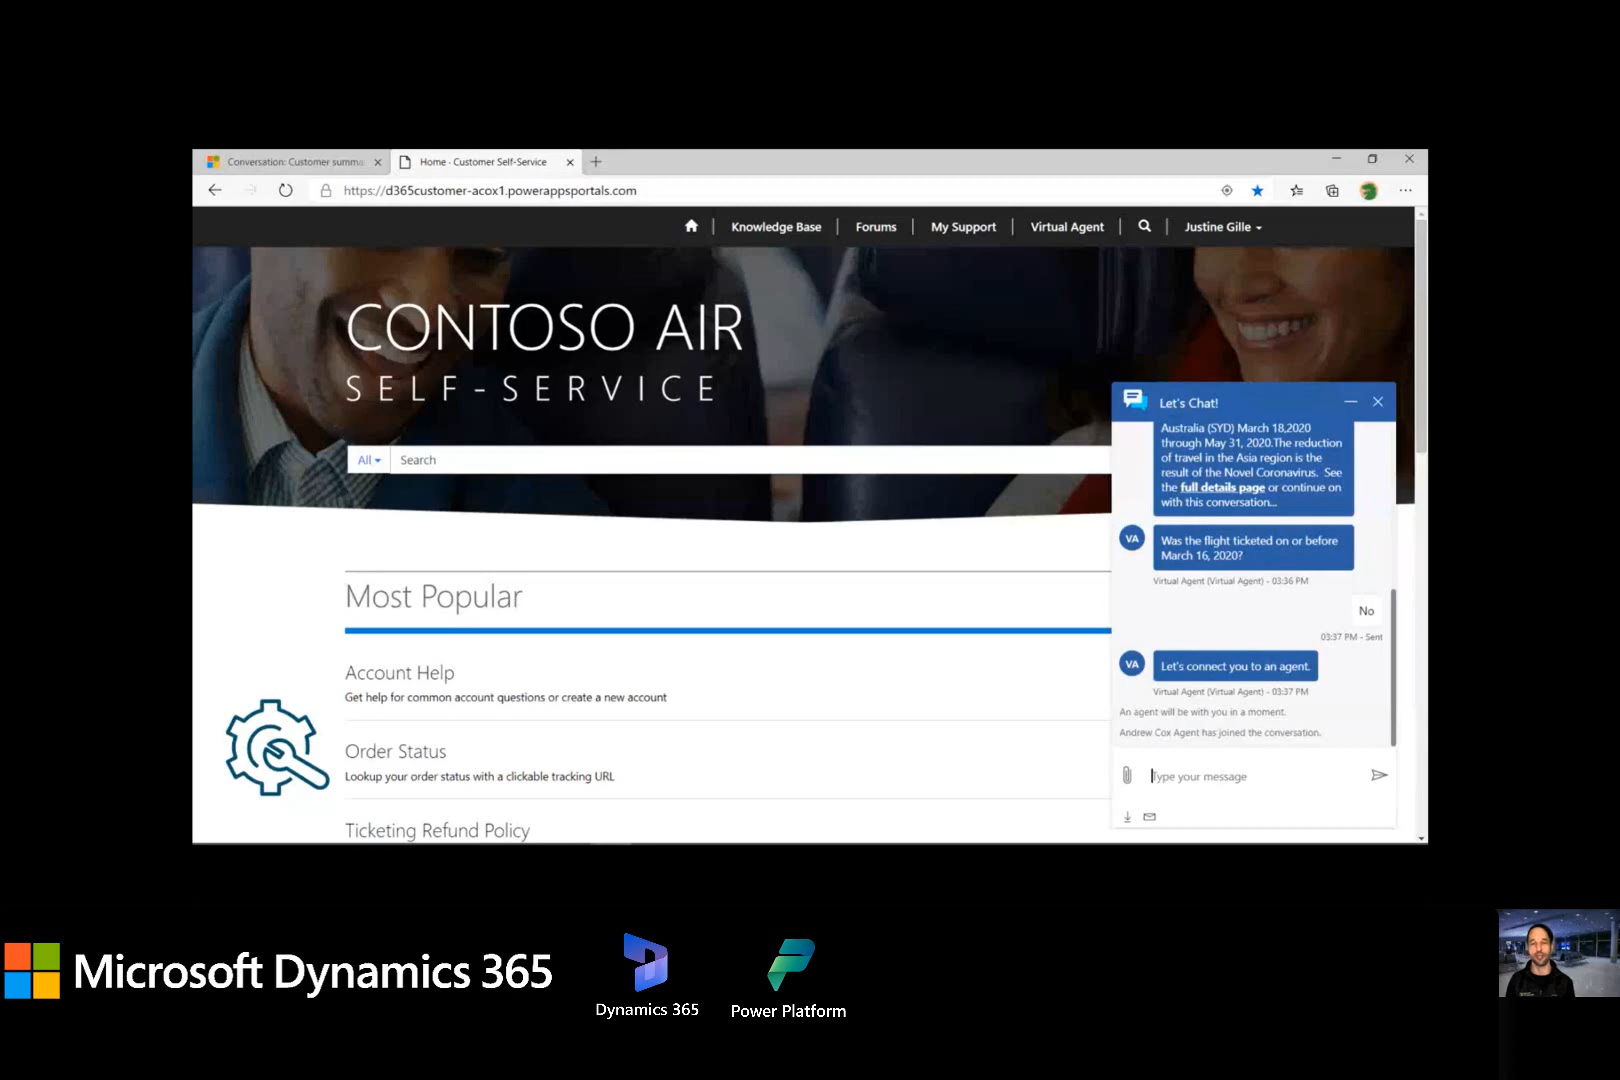 Conversation: Customer summa
Home - Customer Self-Service
https://d365customer-acox1.powerappsportals.com
Knowledge Base
Forums
My Support
Virtual Agent
Justine Gille
CONTOSO AIR
SELF-SERVICE
All
Search
Most Popular
Account Help
Get help for common account questions or create a new account
Order Status
Lookup your order status with a clickable tracking URL
Ticketing Refund Policy
Let's Chat!
Australia (SYD) March 18,2020
through May 31, 2020.The reduction
of travel in the Asia region is the
result of the Novel Coronavirus. See
the full details page or continue on
with this conversation...
VA
Was the flight ticketed on or before
March 16, 2020?
Virtual Agent (Virtual Agent) - 03:36 PM
No
03:37 PM - Sent
VA
Let's connect you to an agent.
Virtual Agent (Virtual Agent) - 03:37 PM
An agent will be with you in a moment.
Andrew Cox Agent has joined the conversation.
Type your message
Microsoft Dynamics 365
Dynamics 365
Power Platform